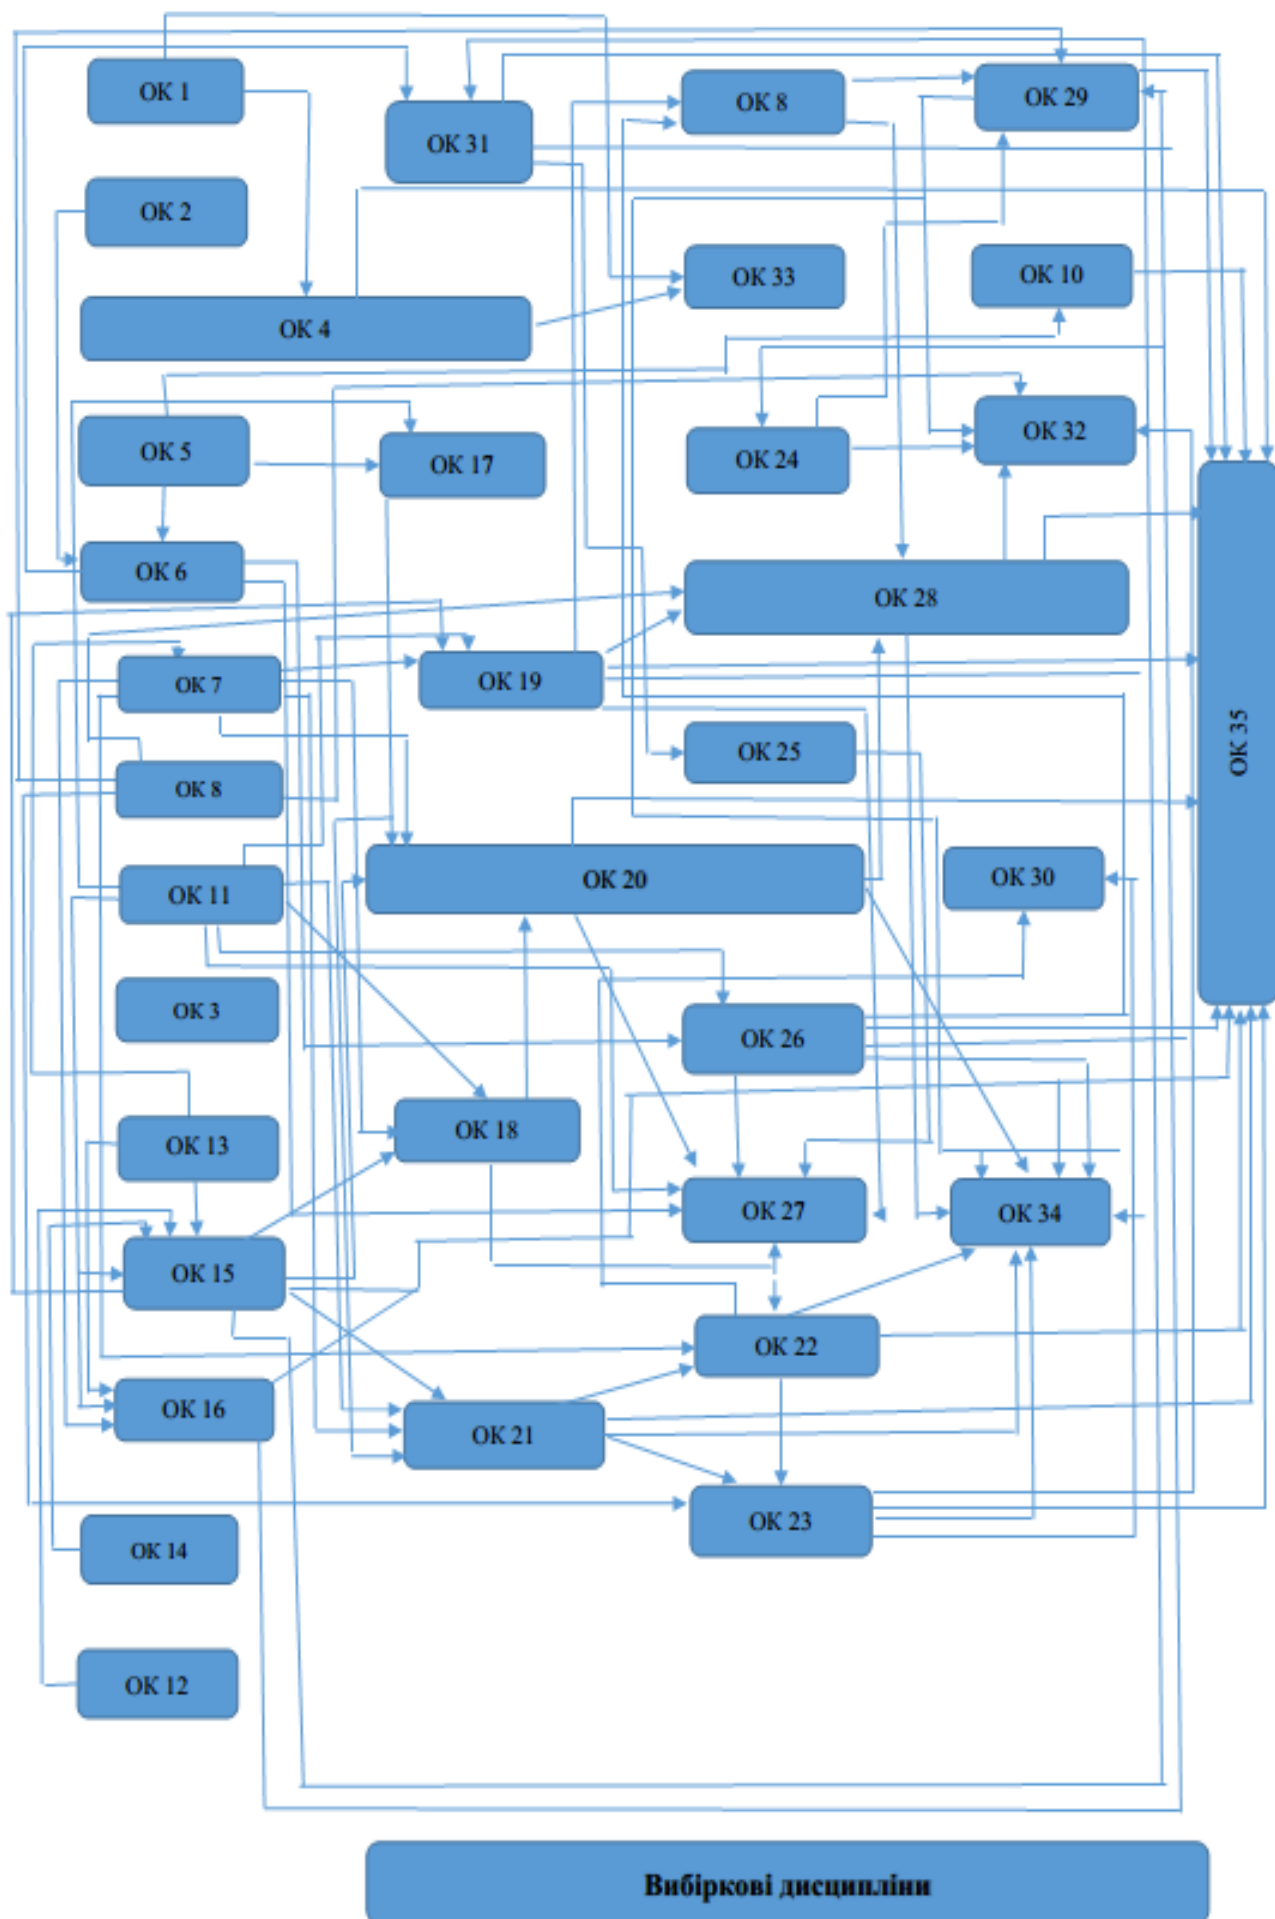 ОК 1
ОК 31
ОК 8
ОК 29
ОК 2
ОК 33
ОК 10
ОК 4
ОК 5
ОК 17
ОК 24
ОК 32
ОК 6
ОК 28
ОК 7
ОК 19
ОК 25
ОК 35
ОК 8
ОК 11
ОК 20
ОК 30
ОК 3
ОК 26
ОК 13
ОК 18
ОК 27
ОК 34
ОК 15
ОК 22
ОК 16
ОК 21
ОК 23
ОК 14
ОК 12
Вибіркові дисципліни